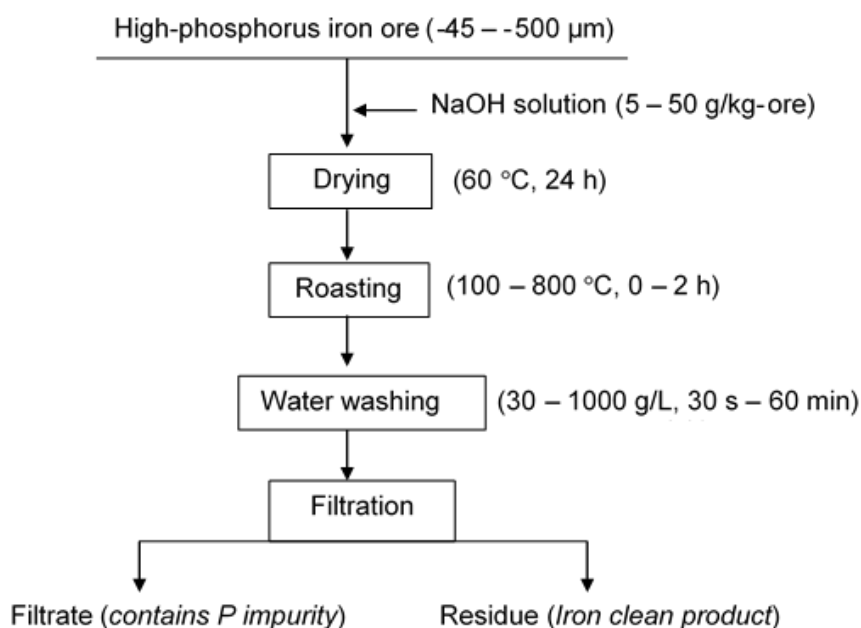 High-phosphorus iron ore (-45 – -500 µm)
NaOH solution (5 – 50 g/kg-ore)
Drying (60 °C, 24 h)
Roasting (100 – 800 °C, 0 – 2 h)
Water washing (30 – 1000 g/L, 30 s – 60 min)
Filtration
Filtrate (contains P impurity) Residue (Iron clean product)